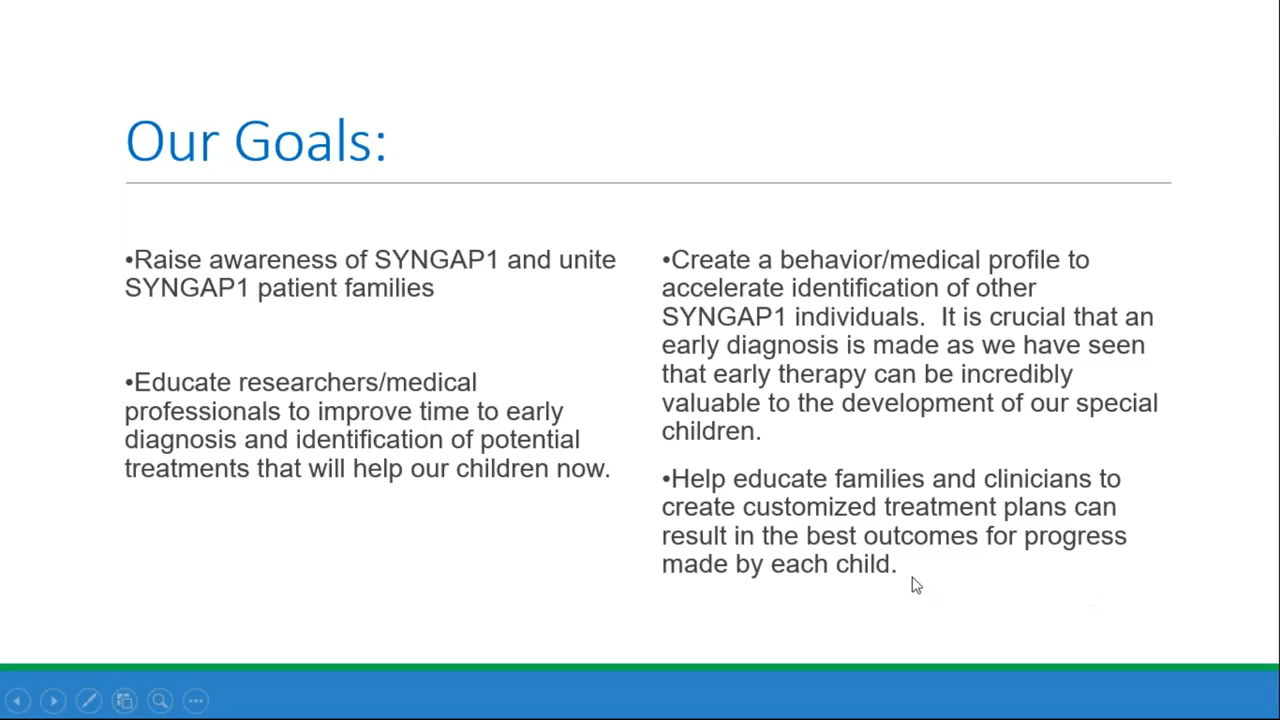 Our Goals:
•Raise awareness of SYNGAP1 and unite
SYNGAP1 patient families
•Educate researchers/medical
professionals to improve time to early
diagnosis and identification of potential
treatments that will help our children now.
•Create a behavior/medical profile to
accelerate identification of other
SYNGAP1 individuals.  It is crucial that an
early diagnosis is made as we have seen
that early therapy can be incredibly
valuable to the development of our special
children.
•Help educate families and clinicians to
create customized treatment plans can
result in the best outcomes for progress
made by each child.